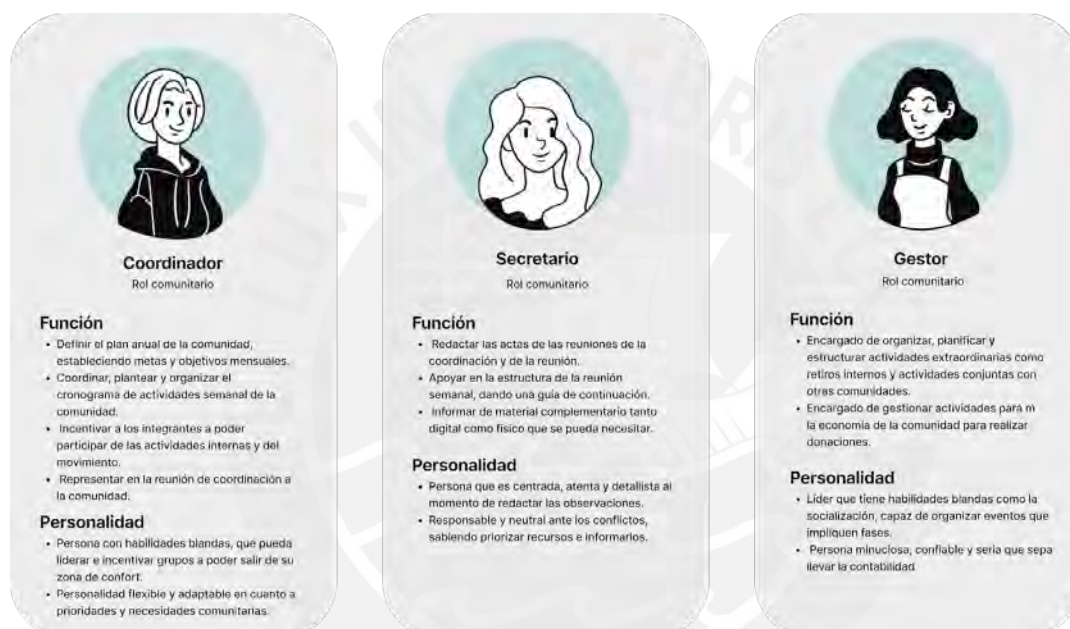 Coordinador
Rol comunitario
Función
• Definir el plan anual de la comunidad,
estableciendo metas y objetivos mensuales.
• Coordinar, plantear y organizar el
cronograma de actividades semanal de la
comunidad.
• Incentivar a los integrantes a poder
participar de las actividades internas y del
movimiento.
• Representar en la reunión de coordinación a
la comunidad.
Personalidad
• Persona con habilidades blandas, que pueda
liderar e incentivar grupos a poder salir de su
zona de confort.
• Personalidad flexible y adaptable en cuanto a
prioridades y necesidades comunitarias.
Secretario
Rol comunitario
Función
• Redactar las actas de las reuniones de la
coordinación y de la reunión.
• Apoyar en la estructura de la reunión
semanal, dando una guía de continuación.
• Informar de material complementario tanto
digital como físico que se pueda necesitar.
Personalidad
• Persona que es centrada, atenta y detallista al
momento de redactar las observaciones.
• Responsable y neutral ante los conflictos,
sabiendo priorizar recursos e informarlos.
Gestor
Rol comunitario
Función
• Encargado de organizar, planificar y
estructurar actividades extraordinarias como
retiros internos y actividades conjuntas con
otras comunidades.
• Encargado de gestionar actividades para m
la economía de la comunidad para realizar
donaciones.
Personalidad
• Líder que tiene habilidades blandas como la
socialización, capaz de organizar eventos que
impliquen fases.
• Persona minuciosa, confiable y seria que sepa
llevar la contabilidad
LUX IN